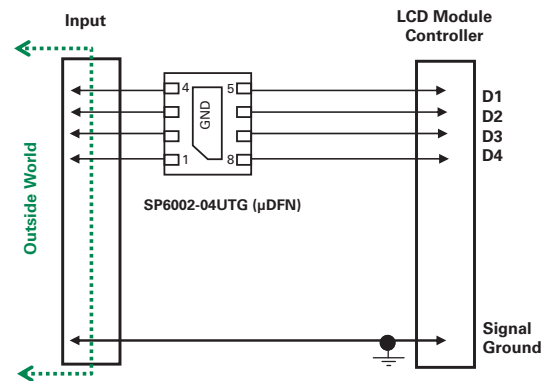 Input
LCD Module
Controller
Outside World
4
5
GND
1
8
D1
D2
D3
D4
SP6002-04UTG (µDFN)
Signal
Ground